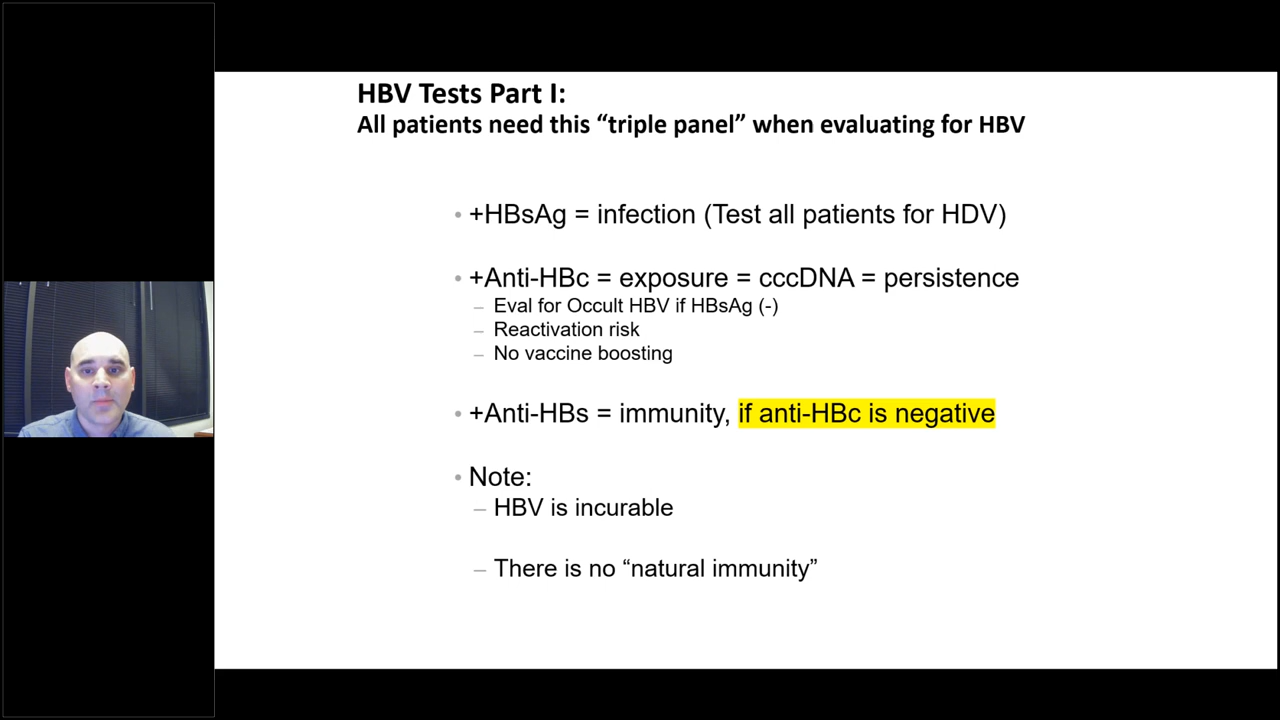 HBV Tests Part I:
All patients need this “triple panel” when evaluating for HBV
• +HBsAg = infection (Test all patients for HDV)
• +Anti-HBc = exposure = cccDNA = persistence
– Eval for Occult HBV if HBsAg (-)
– Reactivation risk
– No vaccine boosting
• +Anti-HBs = immunity, if anti-HBc is negative
• Note:
– HBV is incurable
– There is no “natural immunity”